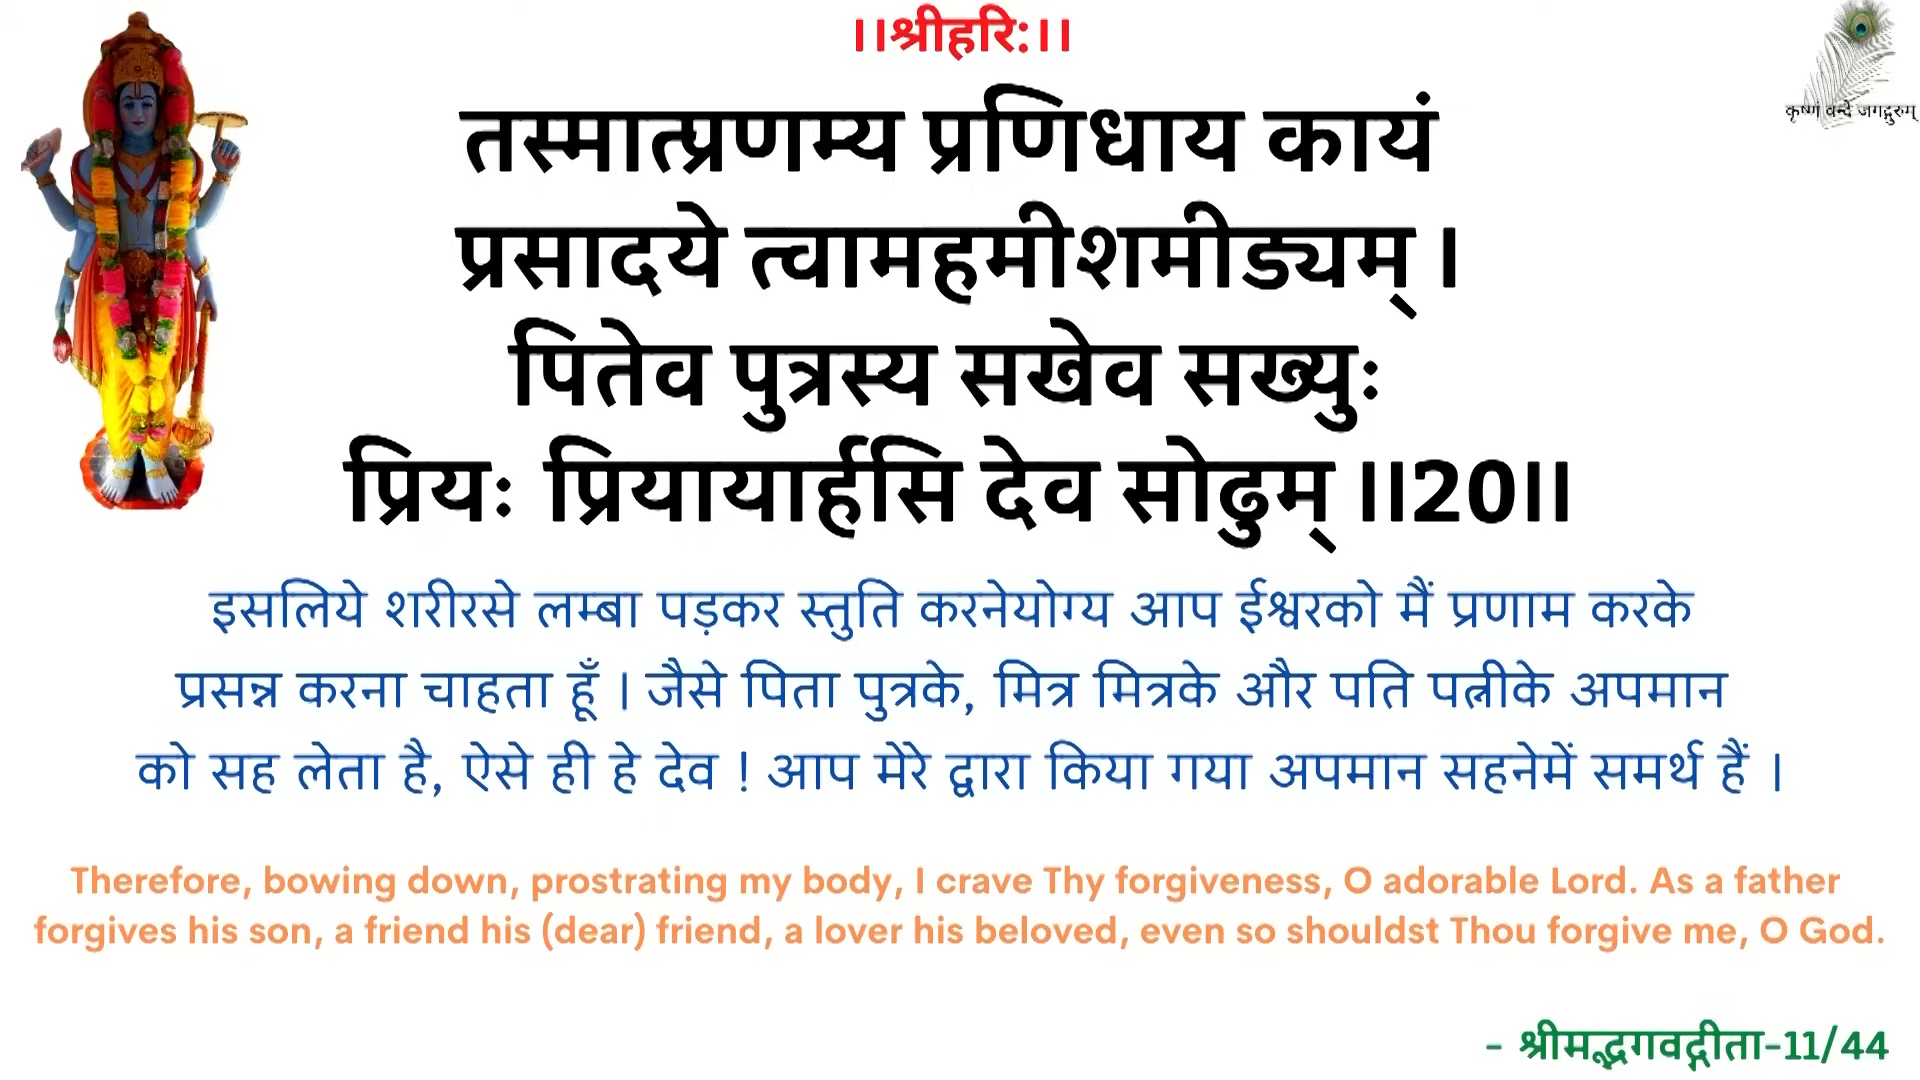 ।।श्रीहरि:।।
कृष्णं वन्दे जगद्गुरुम्
तस्मात्प्रणम्य प्रणिधाय कायं
प्रसादये त्वामहमीशमीड्यम् ।
पितेव पुत्रस्य सखेव सख्युः
प्रियः प्रियायार्हसि देव सोढुम् ।।20।।
इसलिये शरीरसे लम्बा पड़कर स्तुति करनेयोग्य आप ईश्वरको मैं प्रणाम करके
प्रसन्न करना चाहता हूँ । जैसे पिता पुत्रके, मित्र मित्रके और पति पत्नीके अपमान
को सह लेता है, ऐसे ही हे देव ! आप मेरे द्वारा किया गया अपमान सहनेमें समर्थ हैं ।
Therefore, bowing down, prostrating my body, I crave Thy forgiveness, O adorable Lord. As a father
forgives his son, a friend his (dear) friend, a lover his beloved, even so shouldst Thou forgive me, O God.
- श्रीमद्भगवद्गीता-11/44